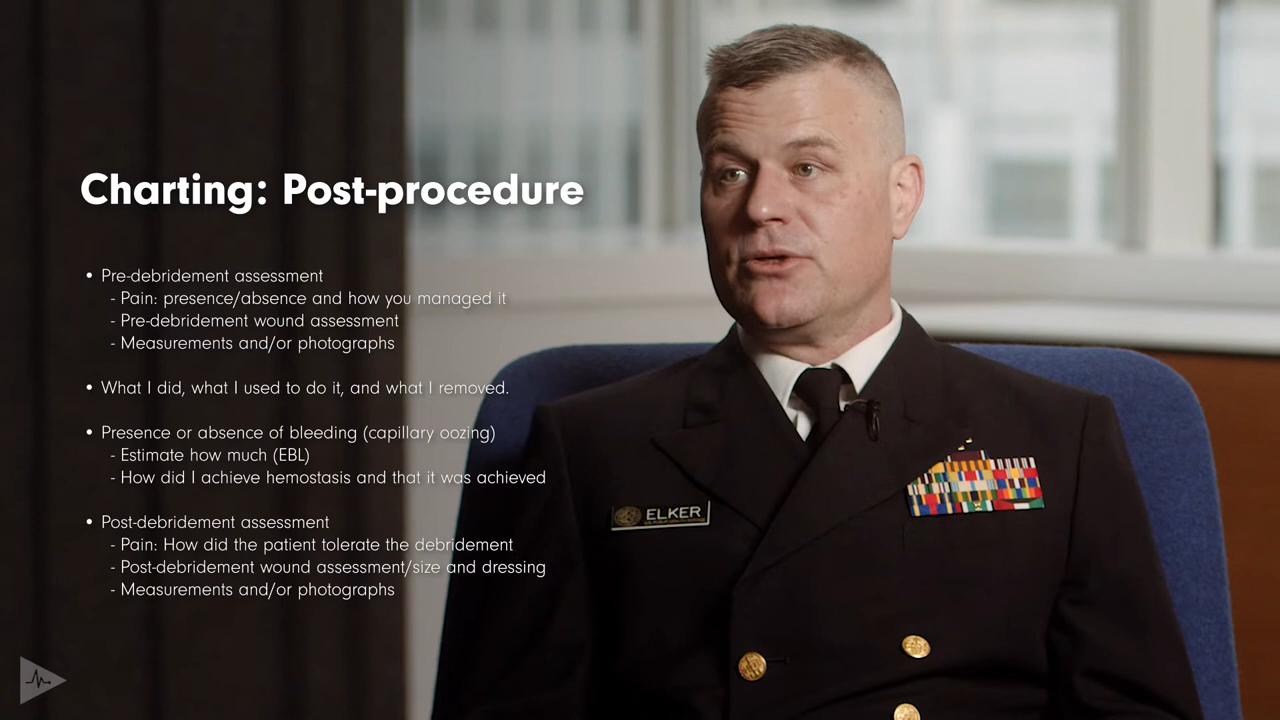 Charting: Post-procedure
• Pre-debridement assessment
- Pain: presence/absence and how you managed it
- Pre-debridement wound assessment
- Measurements and/or photographs
• What I did, what I used to do it, and what I removed.
• Presence or absence of bleeding (capillary oozing)
- Estimate how much (EBL)
- How did I achieve hemostasis and that it was achieved
• Post-debridement assessment
- Pain: How did the patient tolerate the debridement
- Post-debridement wound assessment/size and dressing
- Measurements and/or photographs
ELKER